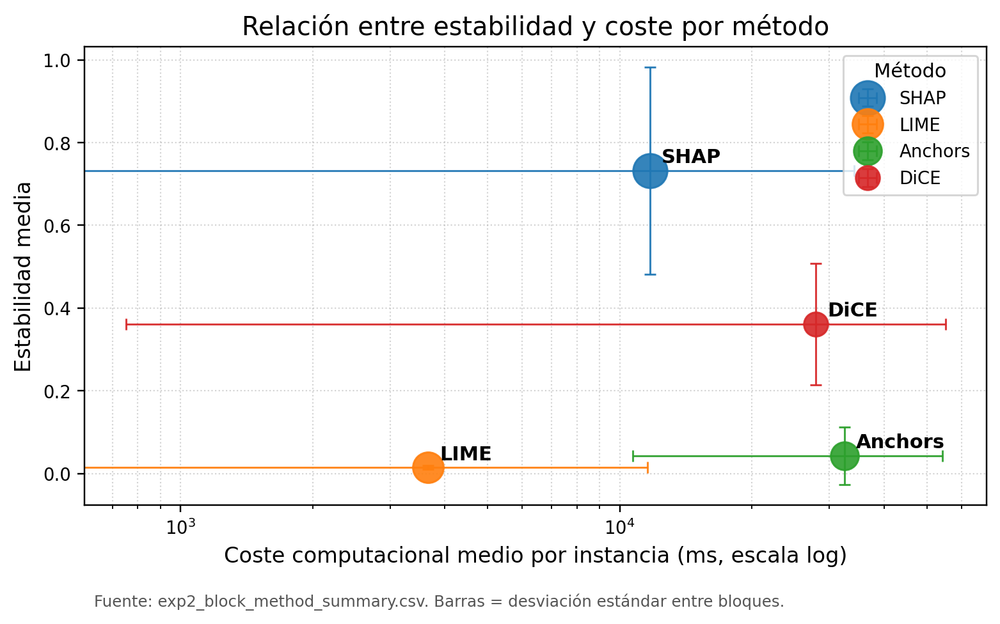 Relación entre estabilidad y coste por método
Estabilidad media
1.0
0.8
0.6
0.4
0.2
0.0
SHAP
DiCE
LIME
Anchors
Método
SHAP
LIME
Anchors
DiCE
10³
10⁴
Coste computacional medio por instancia (ms, escala log)
Fuente: exp2_block_method_summary.csv. Barras = desviación estándar entre bloques.